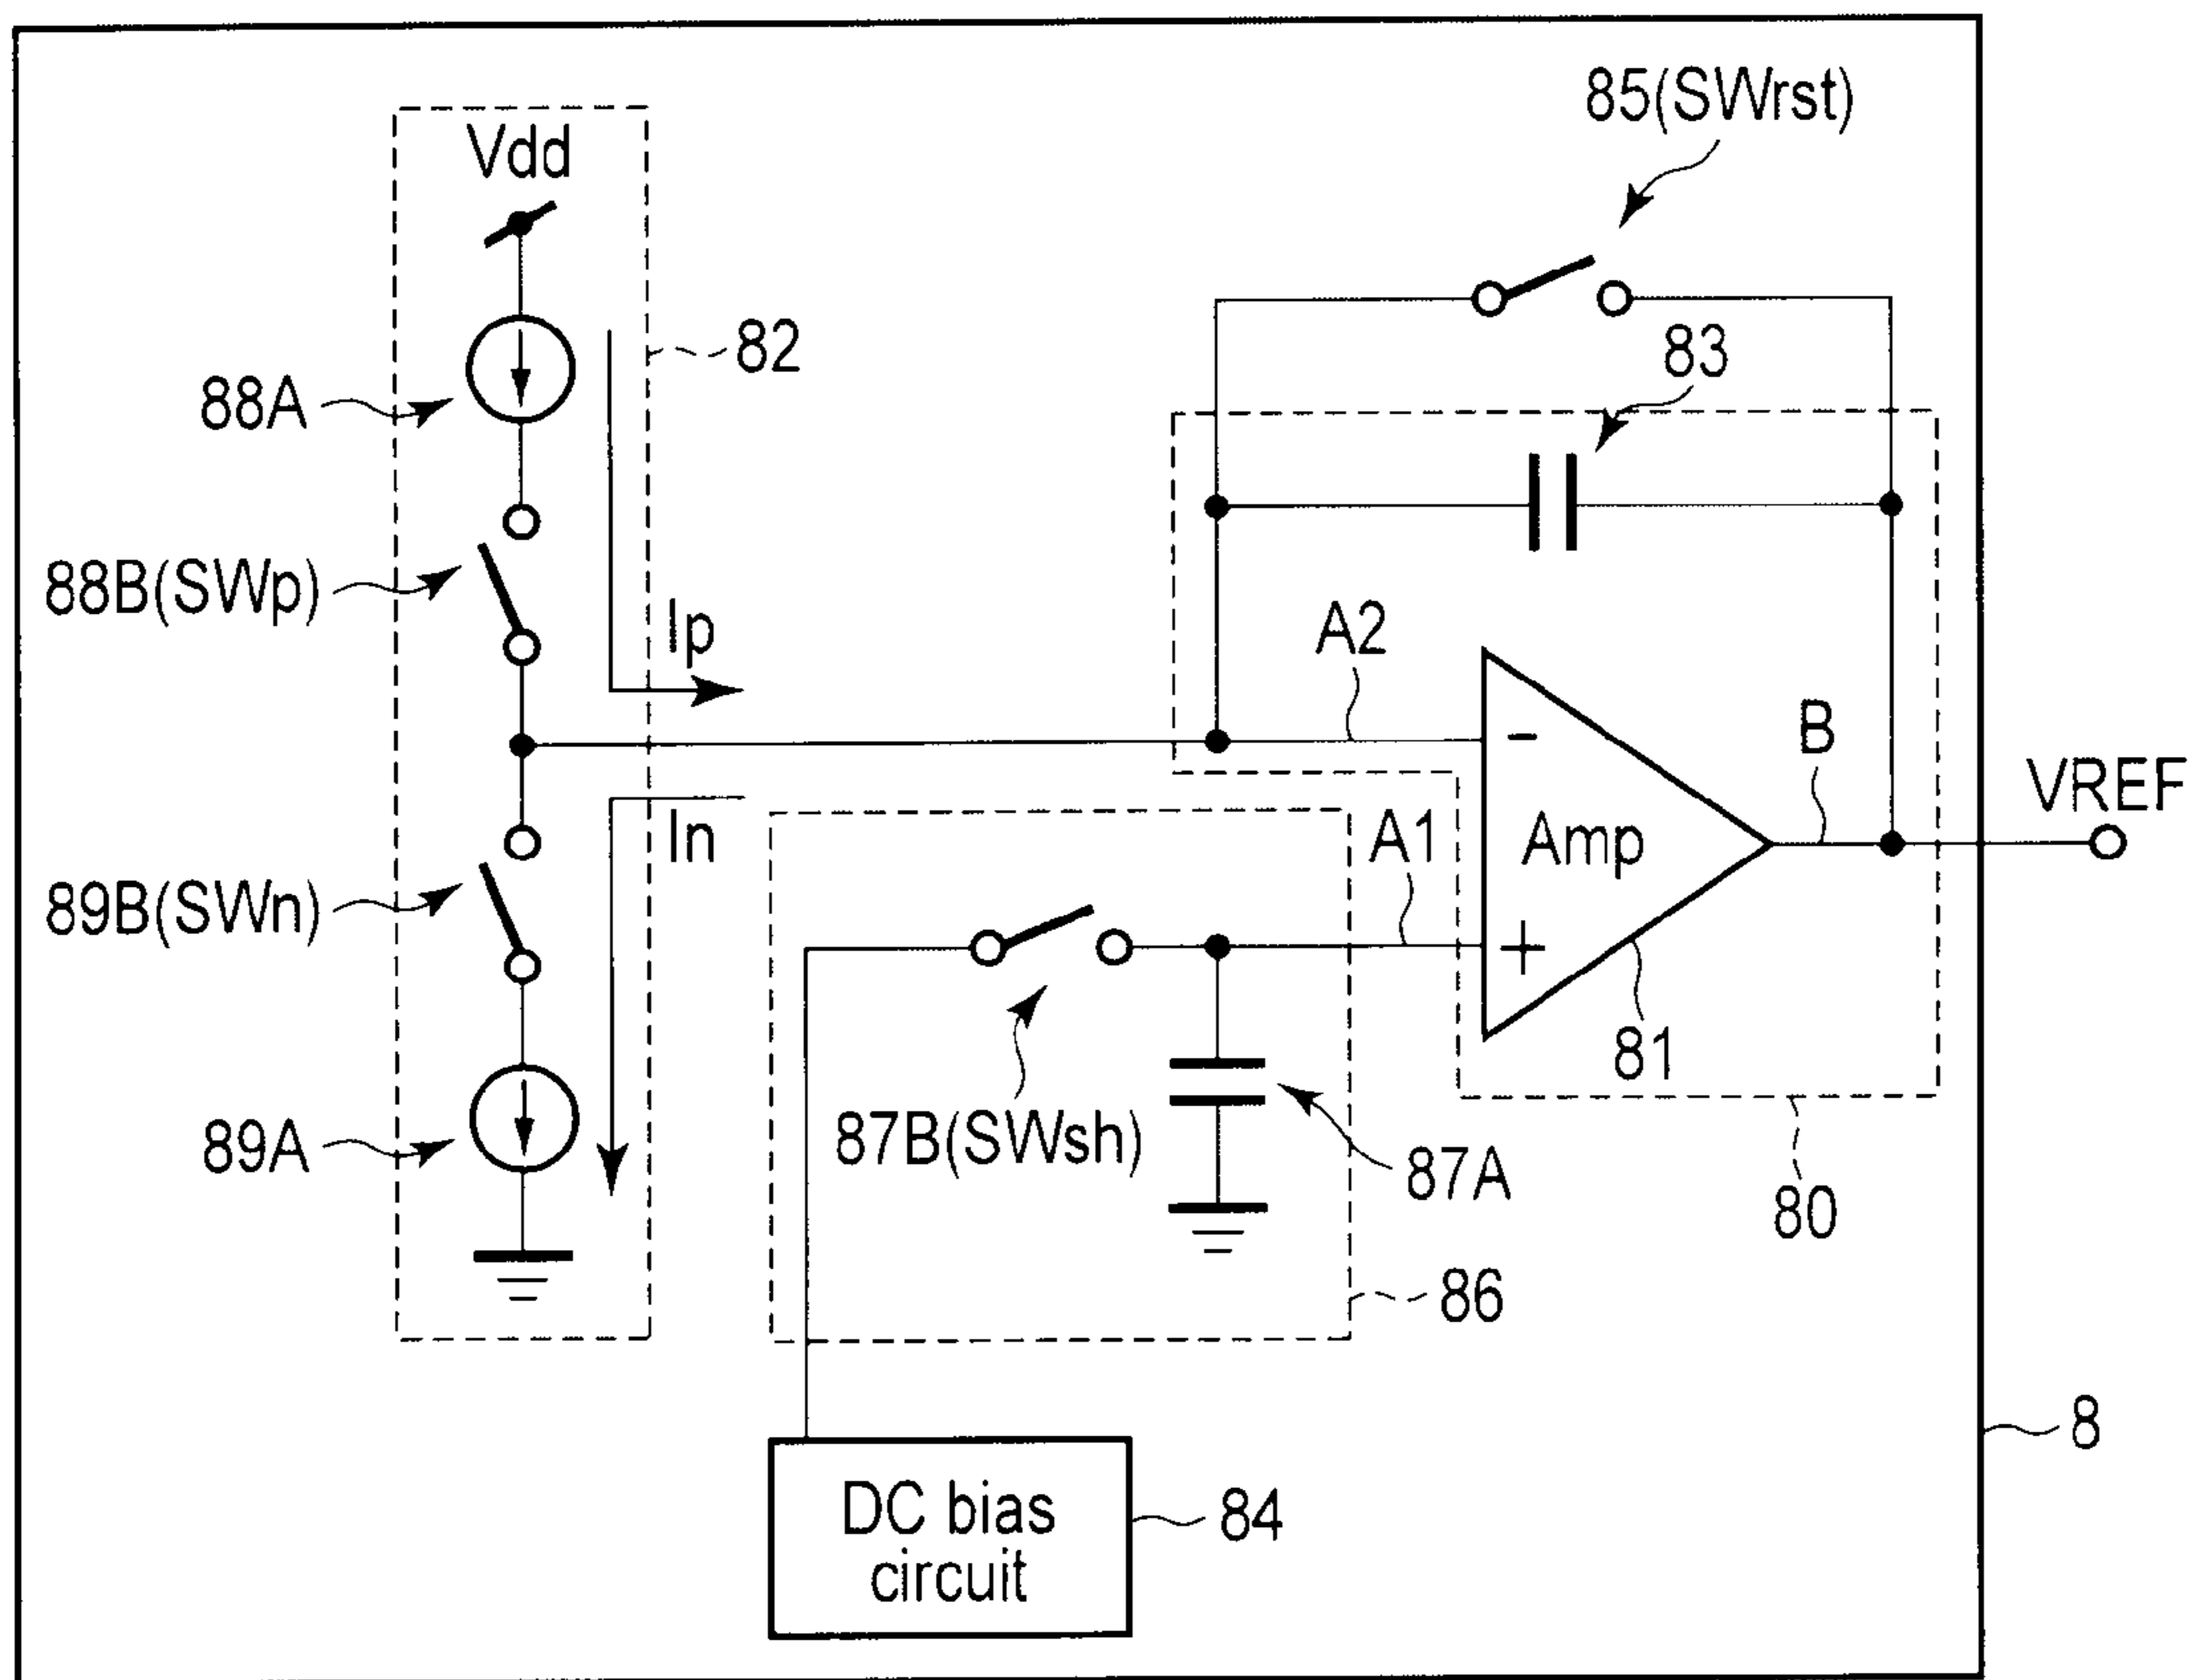 85(SWrst)
Vdd
82
83
88A
88B(SWp)
Ip
A2
B
VREF
-
Amp
In
A1
89B(SWn)
+
81
87B(SWsh)
87A
89A
80
86
8
DC bias
circuit
84